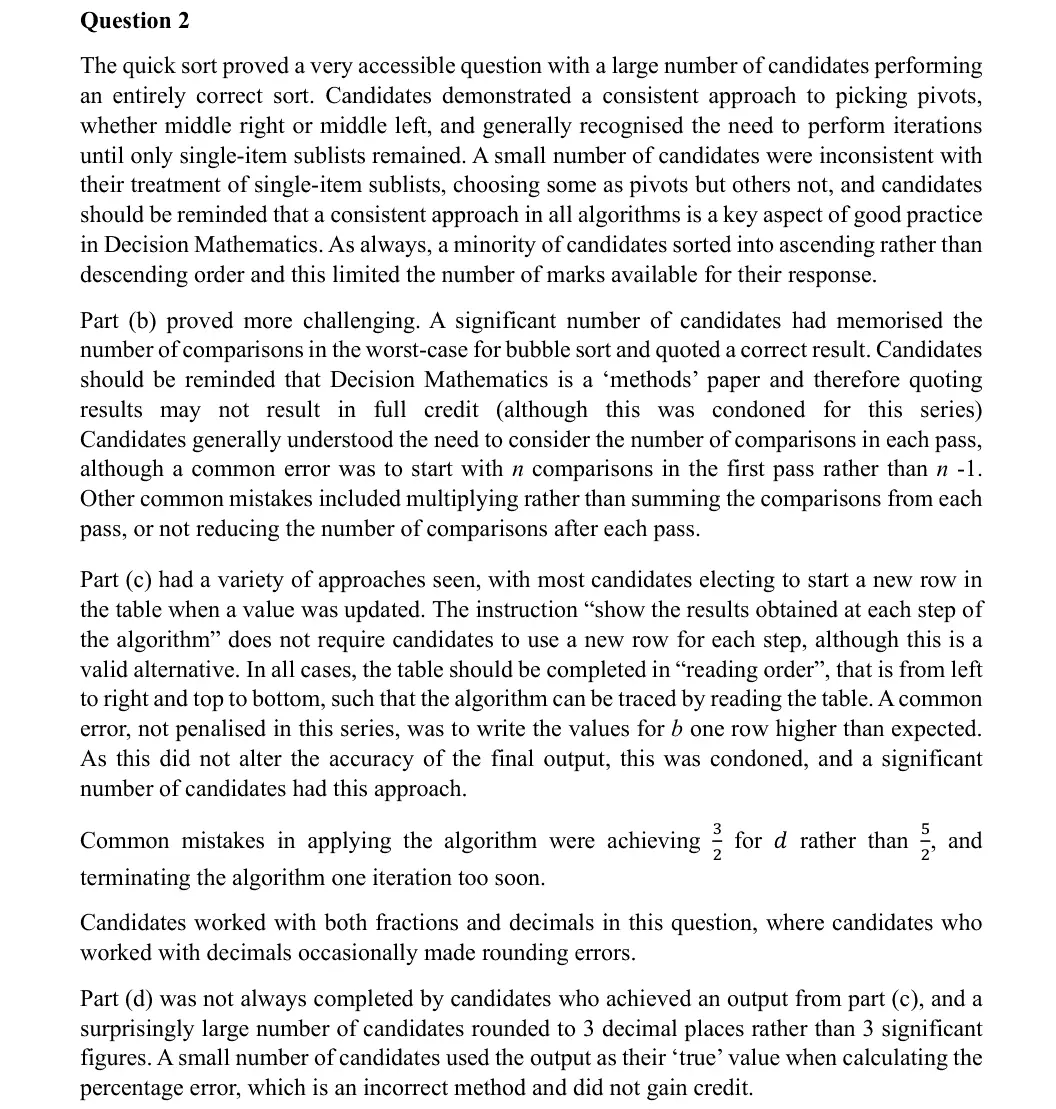 Question 2
The quick sort proved a very accessible question with a large number of candidates performing
an entirely correct sort. Candidates demonstrated a consistent approach to picking pivots,
whether middle right or middle left, and generally recognised the need to perform iterations
until only single-item sublists remained. A small number of candidates were inconsistent with
their treatment of single-item sublists, choosing some as pivots but others not, and candidates
should be reminded that a consistent approach in all algorithms is a key aspect of good practice
in Decision Mathematics. As always, a minority of candidates sorted into ascending rather than
descending order and this limited the number of marks available for their response.
Part (b) proved more challenging. A significant number of candidates had memorised the
number of comparisons in the worst-case for bubble sort and quoted a correct result. Candidates
should be reminded that Decision Mathematics is a ‘methods’ paper and therefore quoting
results may not result in full credit (although this was condoned for this series)
Candidates generally understood the need to consider the number of comparisons in each pass,
although a common error was to start with n comparisons in the first pass rather than n -1.
Other common mistakes included multiplying rather than summing the comparisons from each
pass, or not reducing the number of comparisons after each pass.
Part (c) had a variety of approaches seen, with most candidates electing to start a new row in
the table when a value was updated. The instruction “show the results obtained at each step of
the algorithm” does not require candidates to use a new row for each step, although this is a
valid alternative. In all cases, the table should be completed in “reading order”, that is from left
to right and top to bottom, such that the algorithm can be traced by reading the table. A common
error, not penalised in this series, was to write the values for b one row higher than expected.
As this did not alter the accuracy of the final output, this was condoned, and a significant
number of candidates had this approach.
Common mistakes in applying the algorithm were achieving 3/2 for d rather than 5/2, and
terminating the algorithm one iteration too soon.
Candidates worked with both fractions and decimals in this question, where candidates who
worked with decimals occasionally made rounding errors.
Part (d) was not always completed by candidates who achieved an output from part (c), and a
surprisingly large number of candidates rounded to 3 decimal places rather than 3 significant
figures. A small number of candidates used the output as their ‘true’ value when calculating the
percentage error, which is an incorrect method and did not gain credit.